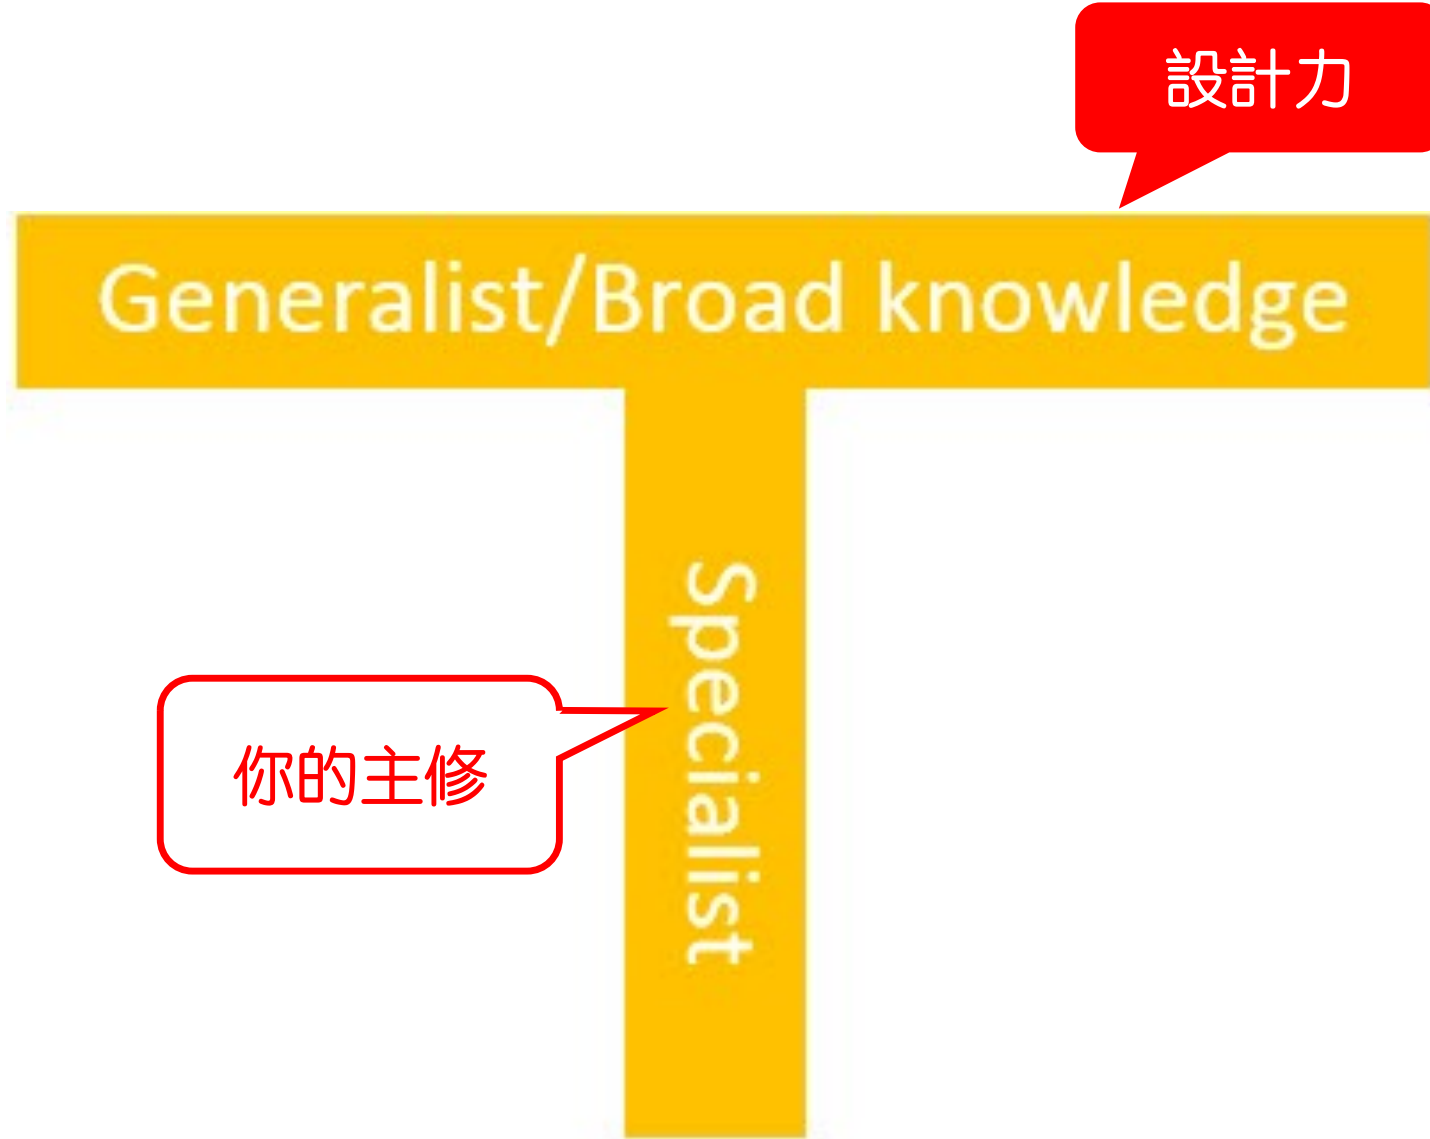 設計力
Generalist/Broad knowledge
Specialist
你的主修